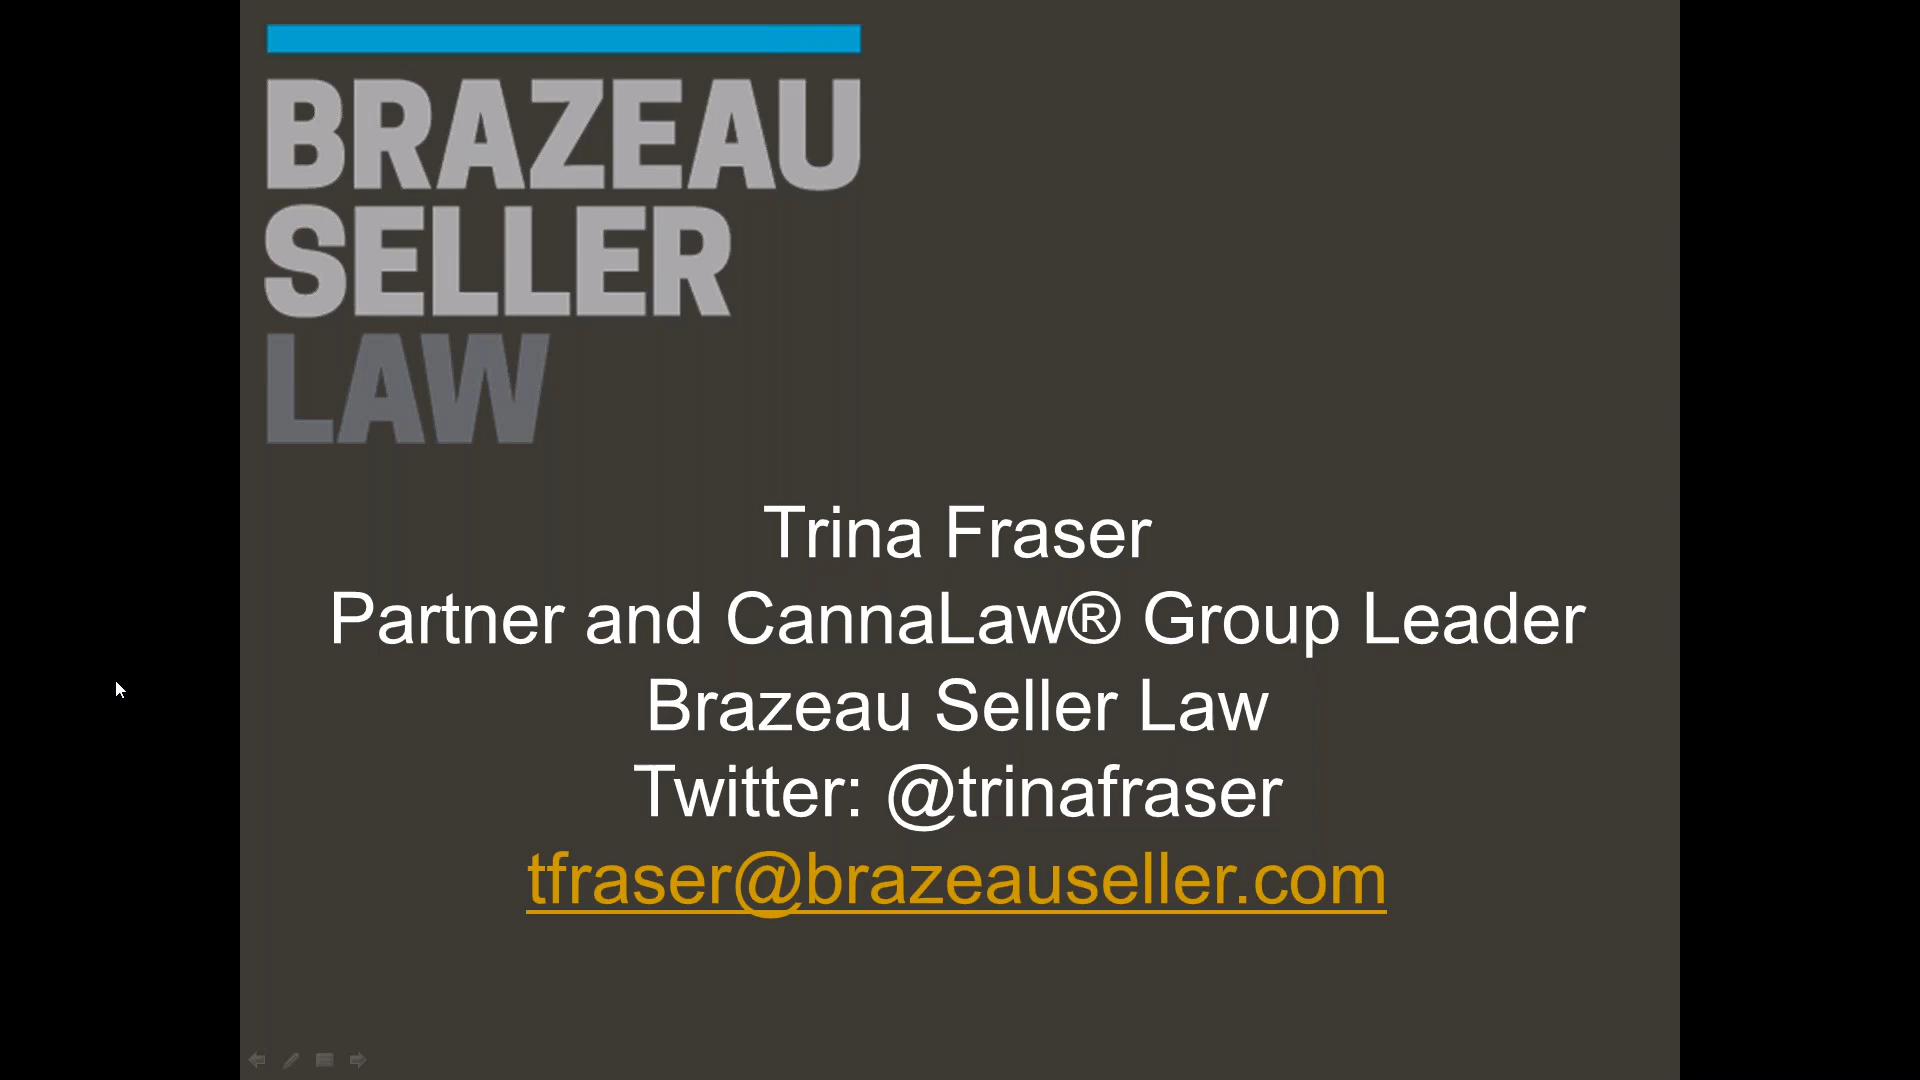 BRAZEAU
SELLER
LAW
Trina Fraser
Partner and CannaLaw® Group Leader
Brazeau Seller Law
Twitter: @trinafraser
tfraser@brazeauseller.com